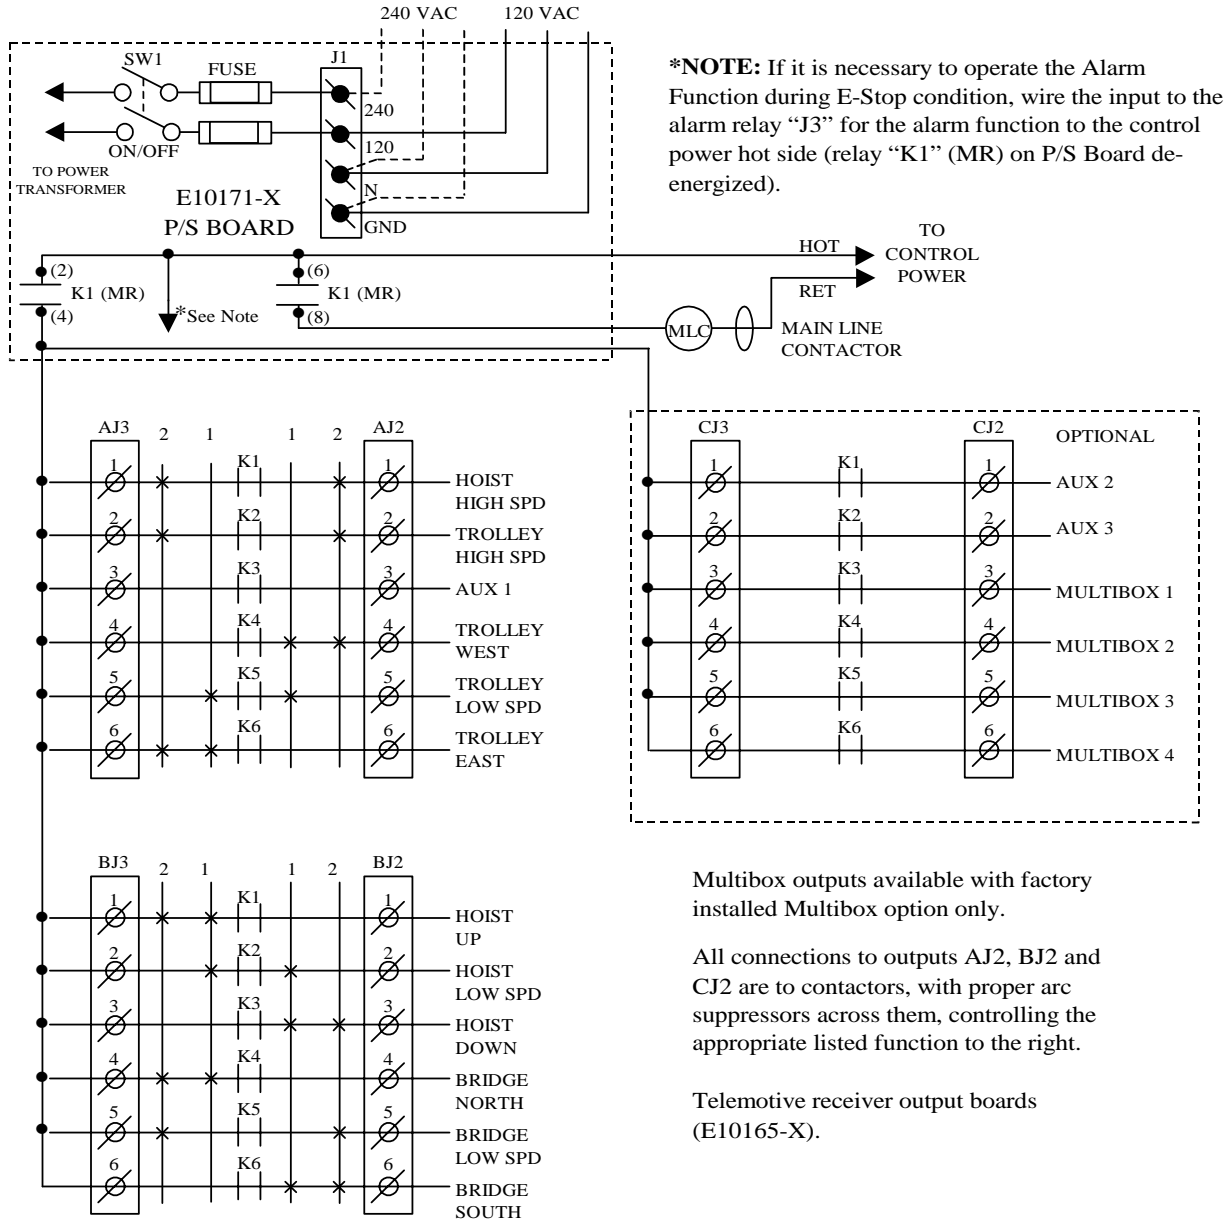 240 VAC
120 VAC
SW1
FUSE
J1
240
120
N
GND
ON/OFF
TO POWER
TRANSFORMER
E10171-X
P/S BOARD
*NOTE: If it is necessary to operate the Alarm
Function during E-Stop condition, wire the input to the
alarm relay “J3” for the alarm function to the control
power hot side (relay “K1” (MR) on P/S Board de-
energized).
(2)
K1 (MR)
(4)
*See Note
(6)
K1 (MR)
(8)
HOT
RET
TO
CONTROL
POWER
MLC
MAIN LINE
CONTACTOR
AJ3
2
1
1
2
AJ2
1
K1
1
HOIST
HIGH SPD
2
K2
2
TROLLEY
HIGH SPD
3
K3
3
AUX 1
4
K4
4
TROLLEY
WEST
5
K5
5
TROLLEY
LOW SPD
6
K6
6
TROLLEY
EAST
CJ3
CJ2
OPTIONAL
1
K1
1
AUX 2
2
K2
2
AUX 3
3
K3
3
MULTIBOX 1
4
K4
4
MULTIBOX 2
5
K5
5
MULTIBOX 3
6
K6
6
MULTIBOX 4
BJ3
2
1
1
2
BJ2
1
K1
1
HOIST
UP
2
K2
2
HOIST
LOW SPD
3
K3
3
HOIST
DOWN
4
K4
4
BRIDGE
NORTH
5
K5
5
BRIDGE
LOW SPD
6
K6
6
BRIDGE
SOUTH
Multibox outputs available with factory
installed Multibox option only.
All connections to outputs AJ2, BJ2 and
CJ2 are to contactors, with proper arc
suppressors across them, controlling the
appropriate listed function to the right.
Telemotive receiver output boards
(E10165-X).